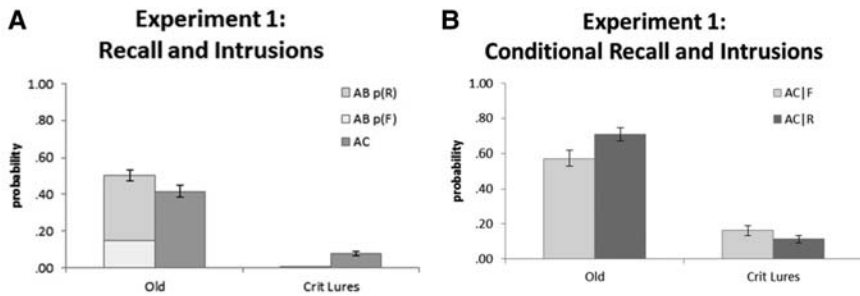 A
Experiment 1:
Recall and Intrusions
1.00
.80
.60
.40
.20
.00
probability
AB p(R)
AB p(F)
AC
Old
Crit Lures
B
Experiment 1:
Conditional Recall and Intrusions
1.00
.80
.60
.40
.20
.00
probability
AC|F
AC|R
Old
Crit Lures